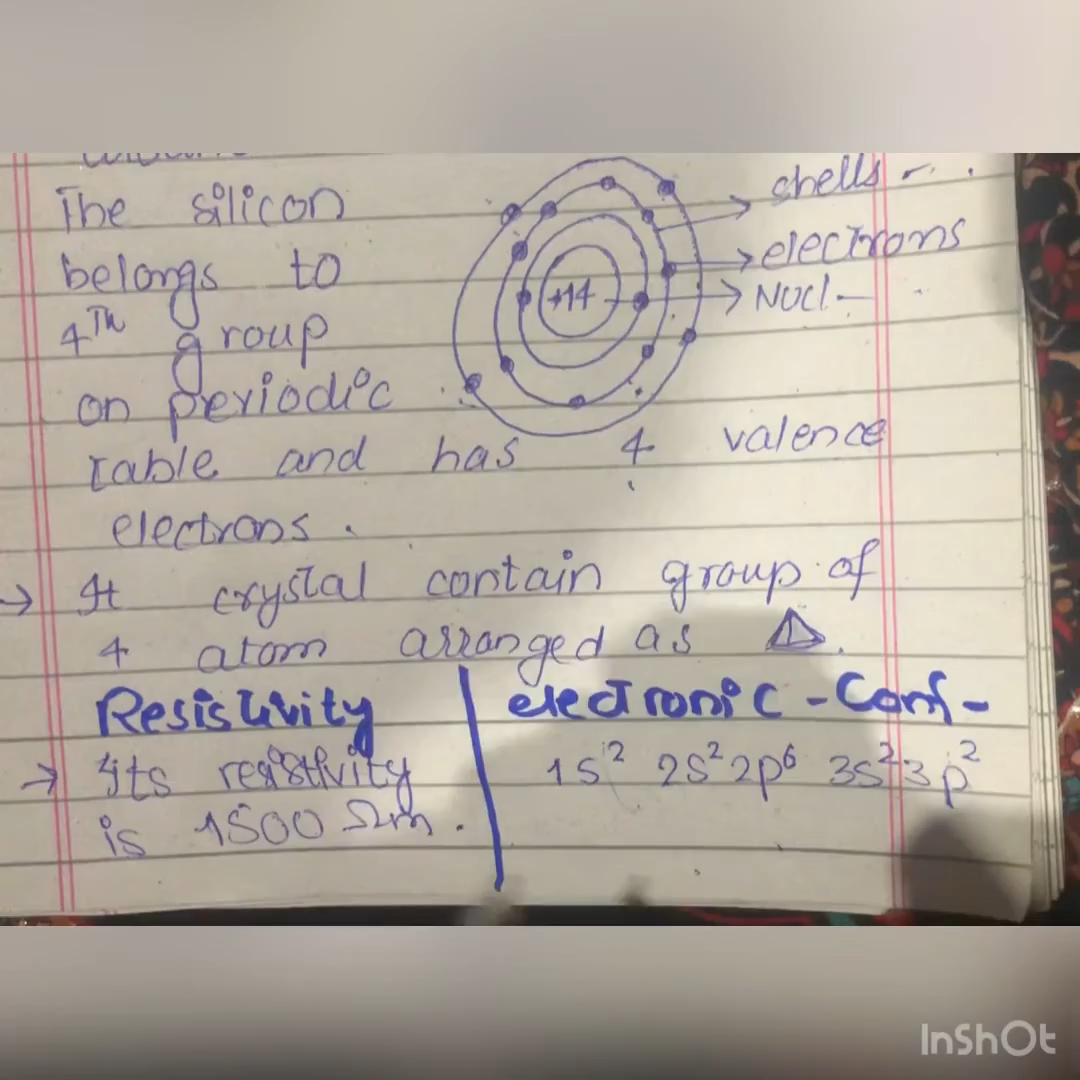 The silicon
belongs to
4Th group
on periodic
table and has 4 valence
electrons.
shells
electrons
Nucl-
+14
→ It crystal contain group of
4 atom arranged as
Resistivity
→ Its resistivity
is 1500 Ωm.
electronic-Conf-
1s² 2s² 2p⁶ 3s² 3p²
InShOt